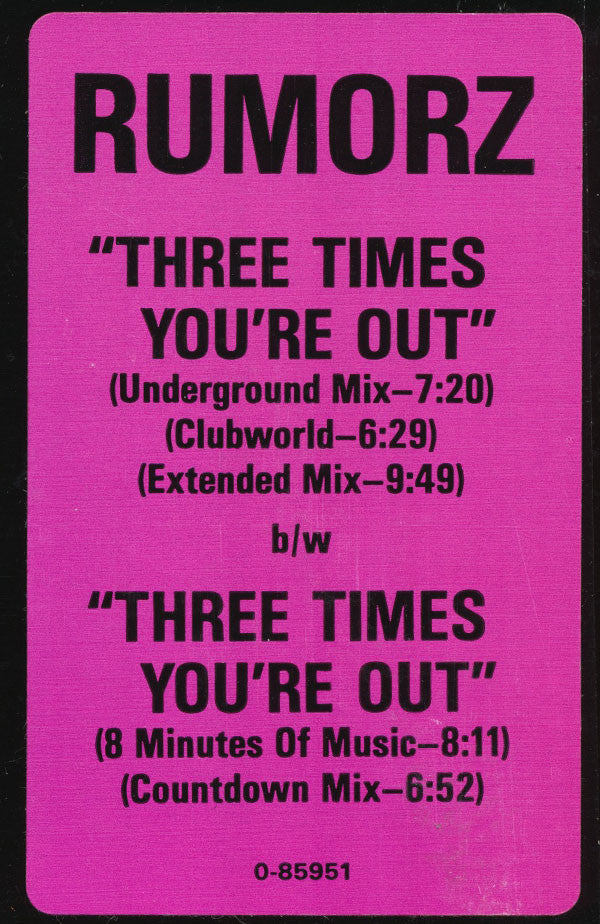 RUMORZ
"THREE TIMES
YOU'RE OUT"
(Underground Mix–7:20)
(Clubworld–6:29)
(Extended Mix–9:49)
b/w
"THREE TIMES
YOU'RE OUT"
(8 Minutes Of Music–8:11)
(Countdown Mix–6:52)
0-85951